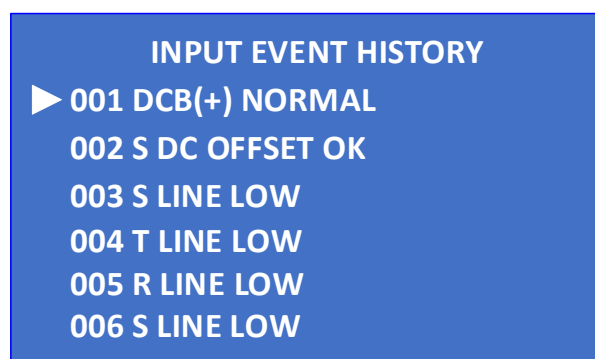 INPUT EVENT HISTORY
001 DCB(+) NORMAL
002 S DC OFFSET OK
003 S LINE LOW
004 T LINE LOW
005 R LINE LOW
006 S LINE LOW